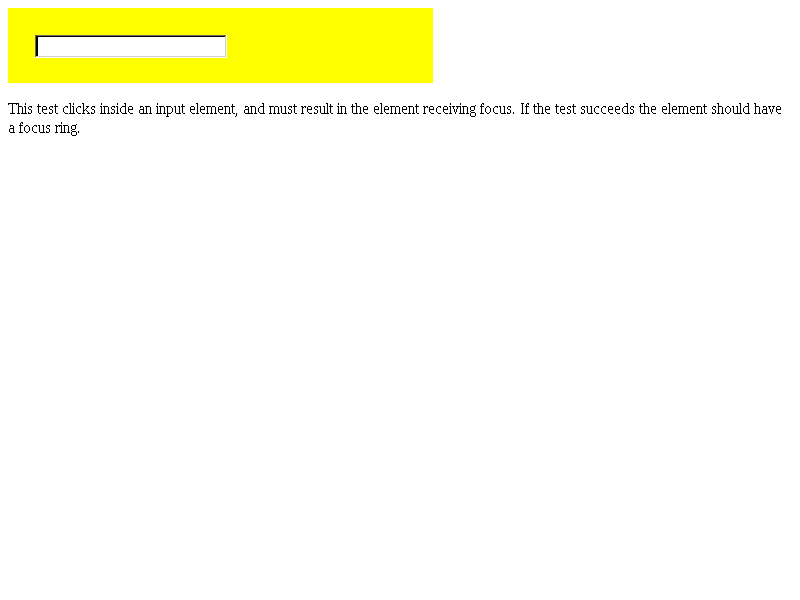 This test clicks inside an input element, and must result in the element receiving focus. If the test succeeds the element should have
a focus ring.